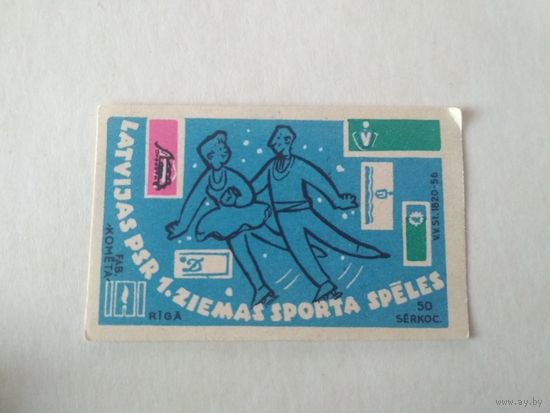 LATVIJAS PSR 1. ZIEMAS SPORTA SPĒLES
FAB.
"KOMĒTA"
RĪGĀ
V
D
V.V.St. 1820-56
50
SĒRKOC.
www.ay.by